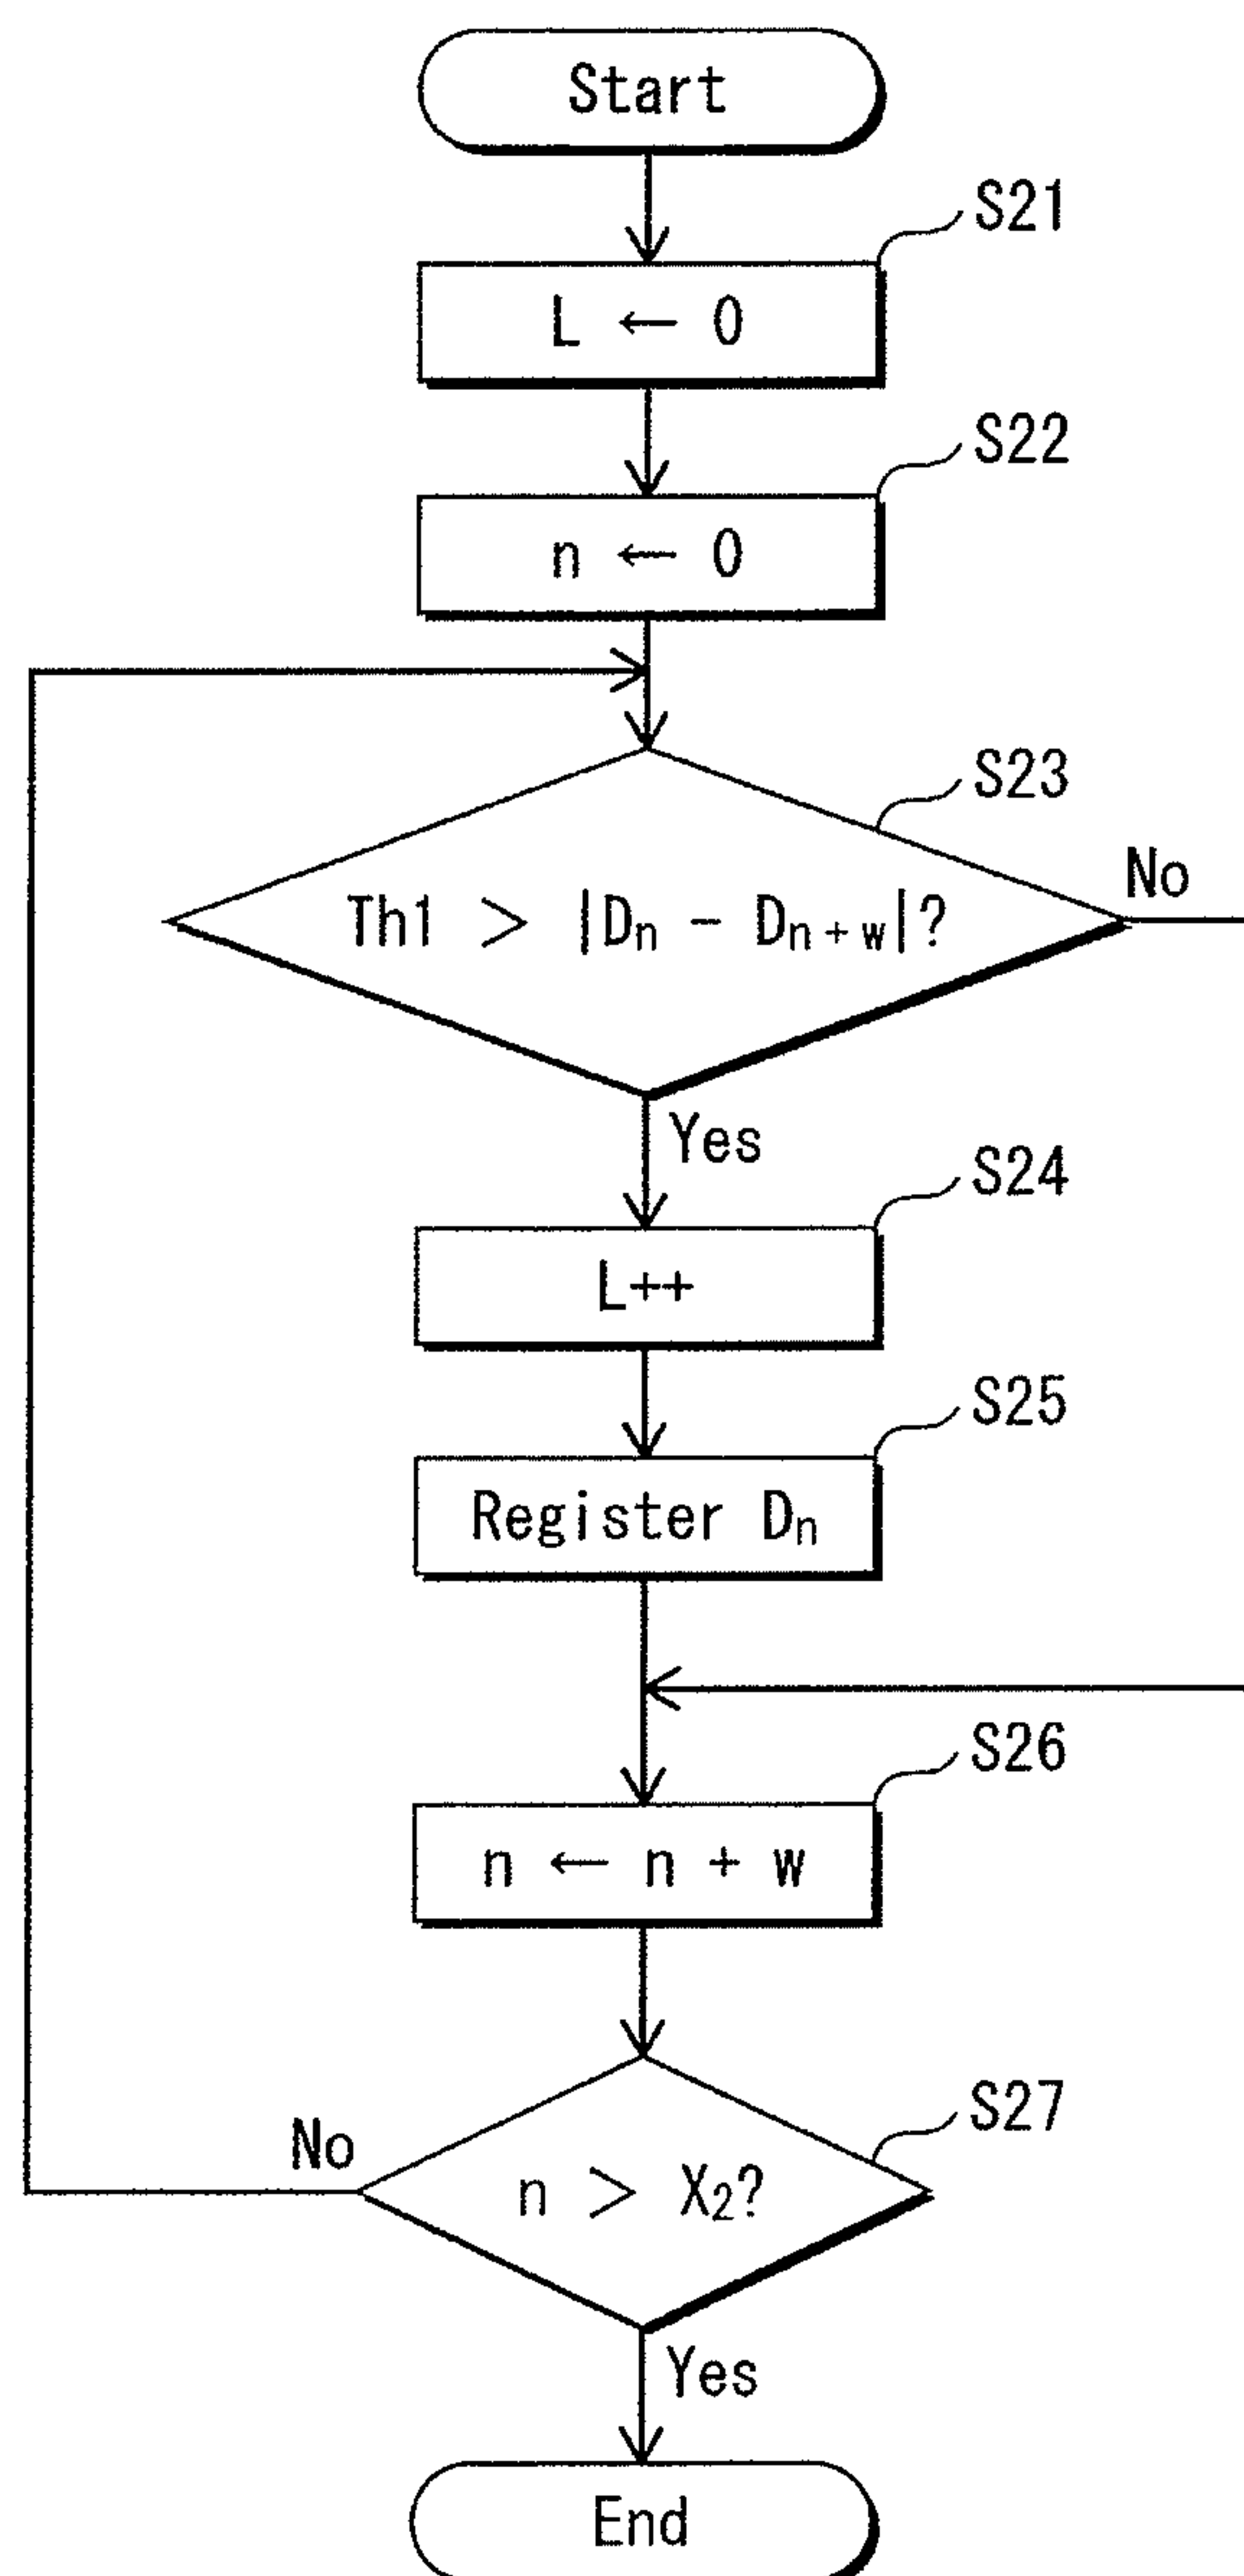 Start
S21
L ← 0
S22
n ← 0
S23
Th1 > |Dn - Dn+w|?
No
Yes
S24
L++
S25
Register Dn
S26
n ← n + w
S27
No
n > X2?
Yes
End